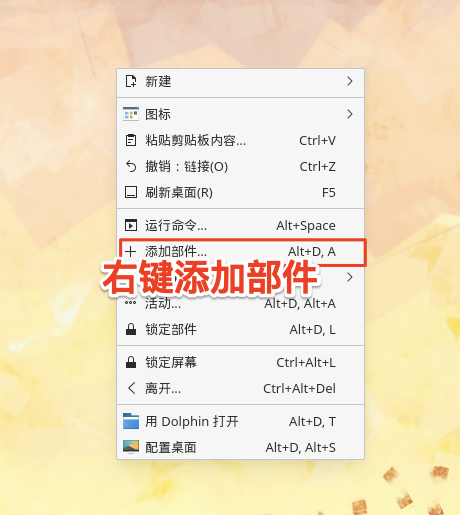 新建
图标
粘贴剪贴板内容... Ctrl+V
撤销：链接(O) Ctrl+Z
刷新桌面(R) F5
运行命令... Alt+Space
添加部件... Alt+D, A
右键添加部件
活动... Alt+D, Alt+A
锁定部件 Alt+D, L
锁定屏幕 Ctrl+Alt+L
离开... Ctrl+Alt+Del
用 Dolphin 打开 Alt+D, T
配置桌面 Alt+D, Alt+S